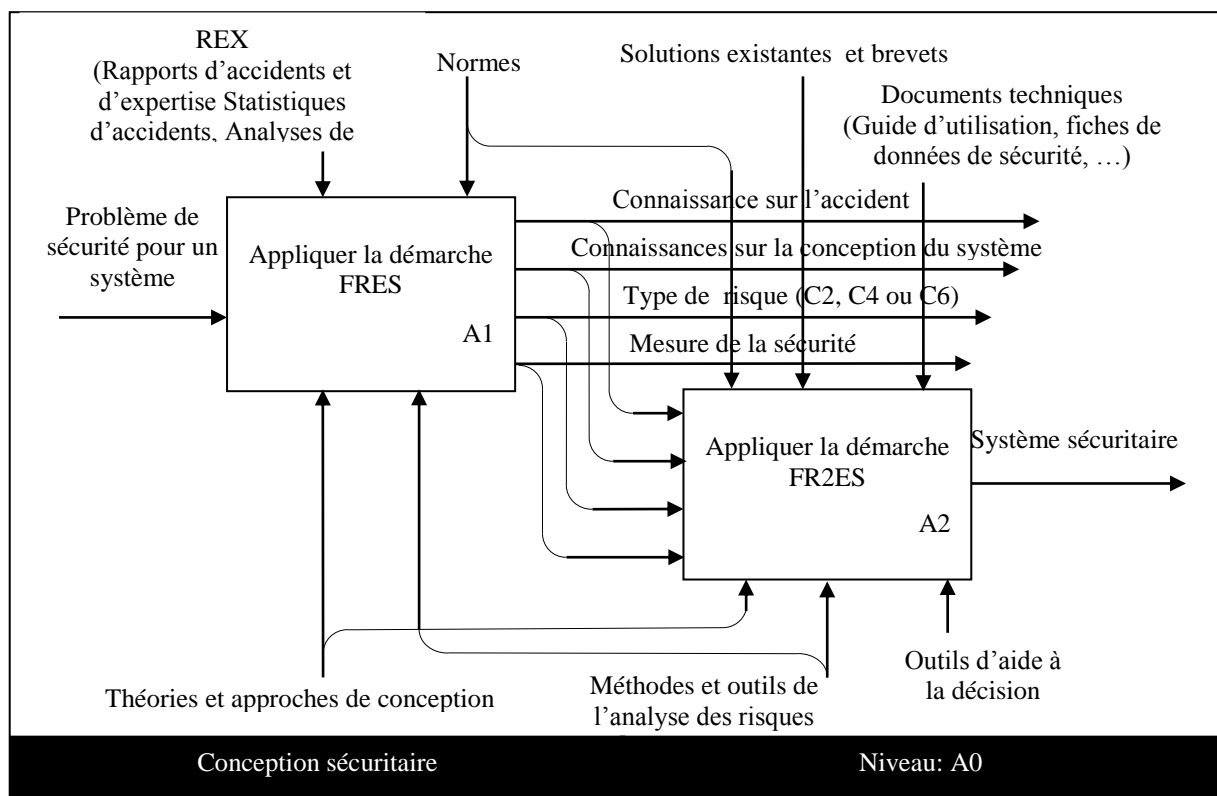 REX
(Rapports d’accidents et
d’expertise Statistiques
d’accidents, Analyses de
Normes
Solutions existantes et brevets
Documents techniques
(Guide d’utilisation, fiches de
données de sécurité, …)
Problème de
sécurité pour un
système
Appliquer la démarche
FRES
A1
Connaissance sur l’accident
Connaissances sur la conception du système
Type de risque (C2, C4 ou C6)
Mesure de la sécurité
Appliquer la démarche
FR2ES
A2
Système sécuritaire
Théories et approches de conception
Méthodes et outils de
l’analyse des risques
Outils d’aide à
la décision
Conception sécuritaire
Niveau: A0